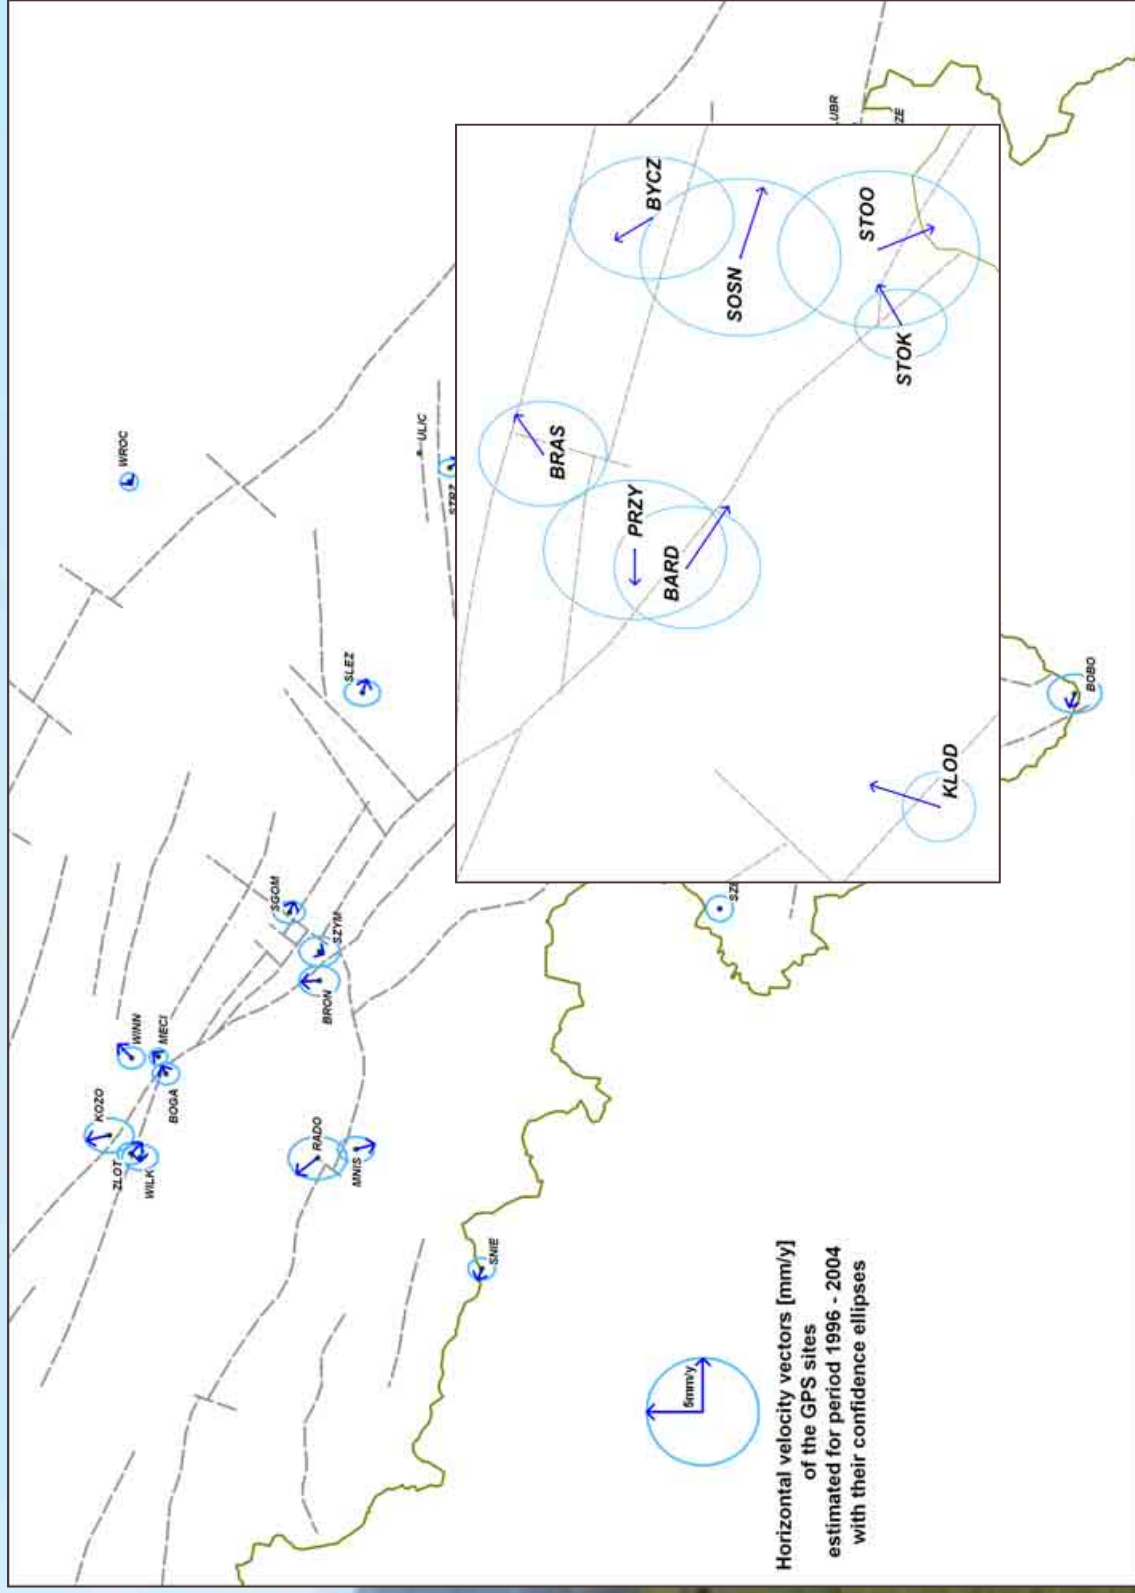 WROC
ULIC
SLEZ
SGOM
SZYM
BRON
WINN
MECI
BOGA
KOZO
ZLOT
WILK
RADO
MNIS
SNIE
BOBO
BYCZ
SOSN
STOO
STOK
BRAS
PRZY
BARD
KLOD
5mm/y
Horizontal velocity vectors [mm/y]
of the GPS sites
estimated for period 1996 - 2004
with their confidence ellipses